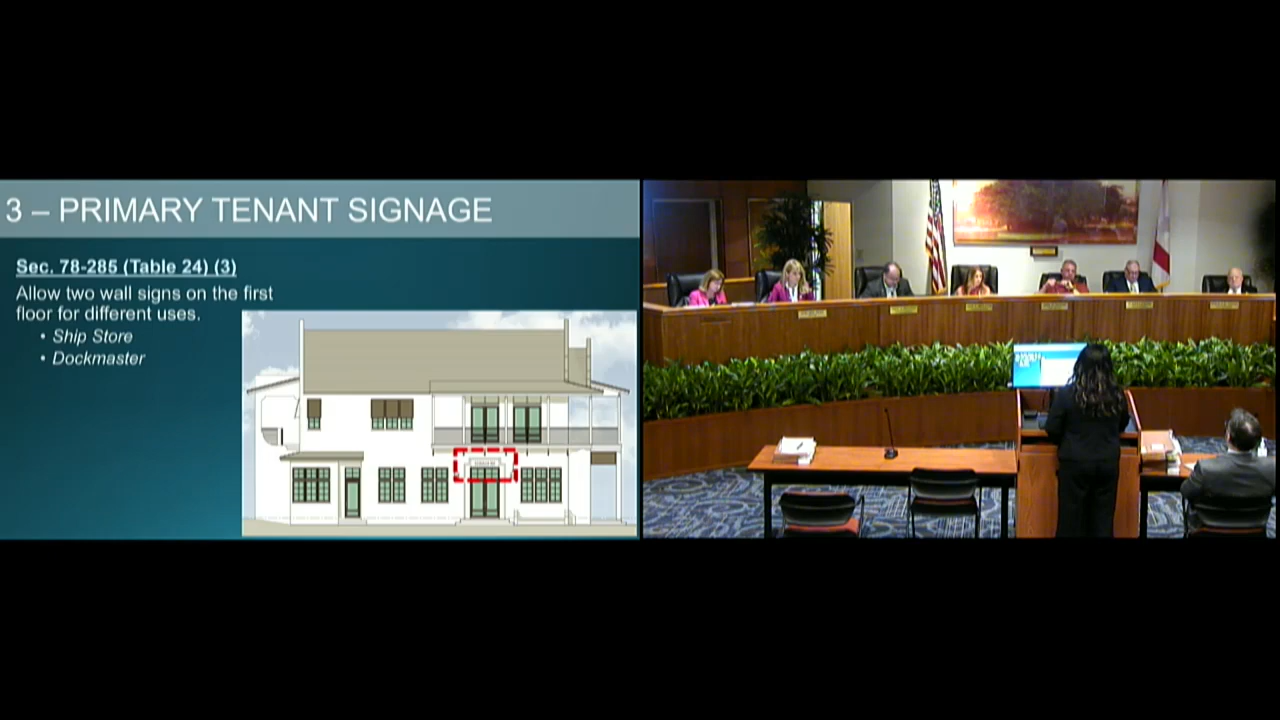 3 – PRIMARY TENANT SIGNAGE
Sec. 78-285 (Table 24) (3)
Allow two wall signs on the first
floor for different uses.
• Ship Store
• Dockmaster